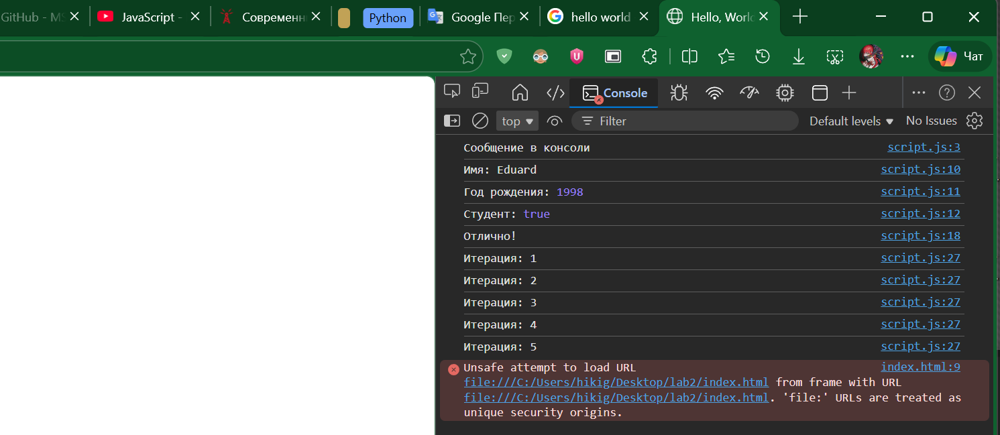 GitHub - MS
JavaScript -
Современн
Python
Google Пер
hello world
Hello, Worl
Чат
Console
top
Filter
Default levels
No Issues
Сообщение в консоли script.js:3
Имя: Eduard script.js:10
Год рождения: 1998 script.js:11
Студент: true script.js:12
Отлично! script.js:18
Итерация: 1 script.js:27
Итерация: 2 script.js:27
Итерация: 3 script.js:27
Итерация: 4 script.js:27
Итерация: 5 script.js:27
Unsafe attempt to load URL index.html:9
file:///C:/Users/hikig/Desktop/lab2/index.html from frame with URL
file:///C:/Users/hikig/Desktop/lab2/index.html. 'file:' URLs are treated as
unique security origins.